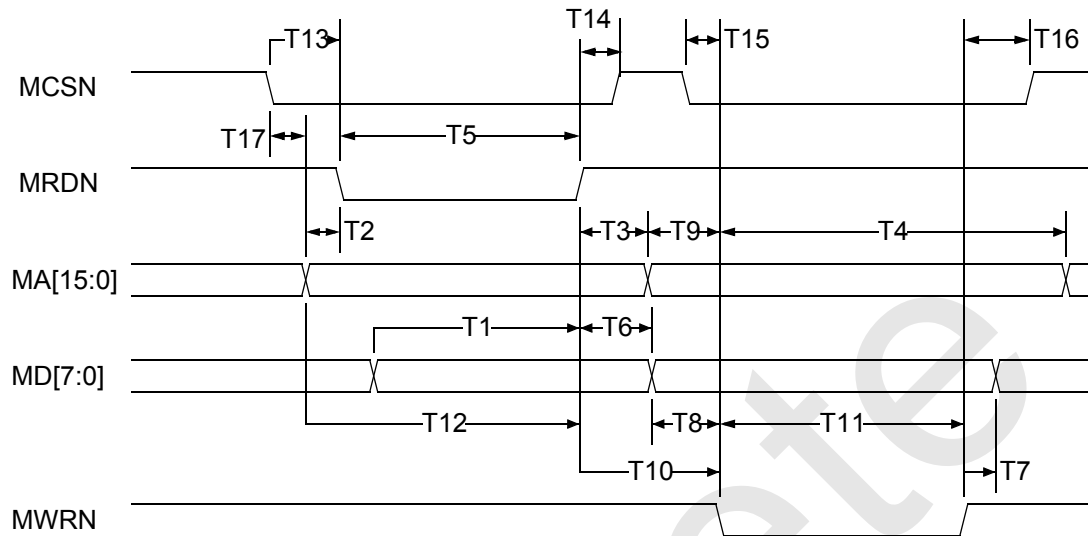 T13
T14
T15
T16
MCSN
T17
T5
MRDN
T2
T3
T9
T4
MA[15:0]
T1
T6
MD[7:0]
T12
T8
T11
T10
T7
MWRN
ete